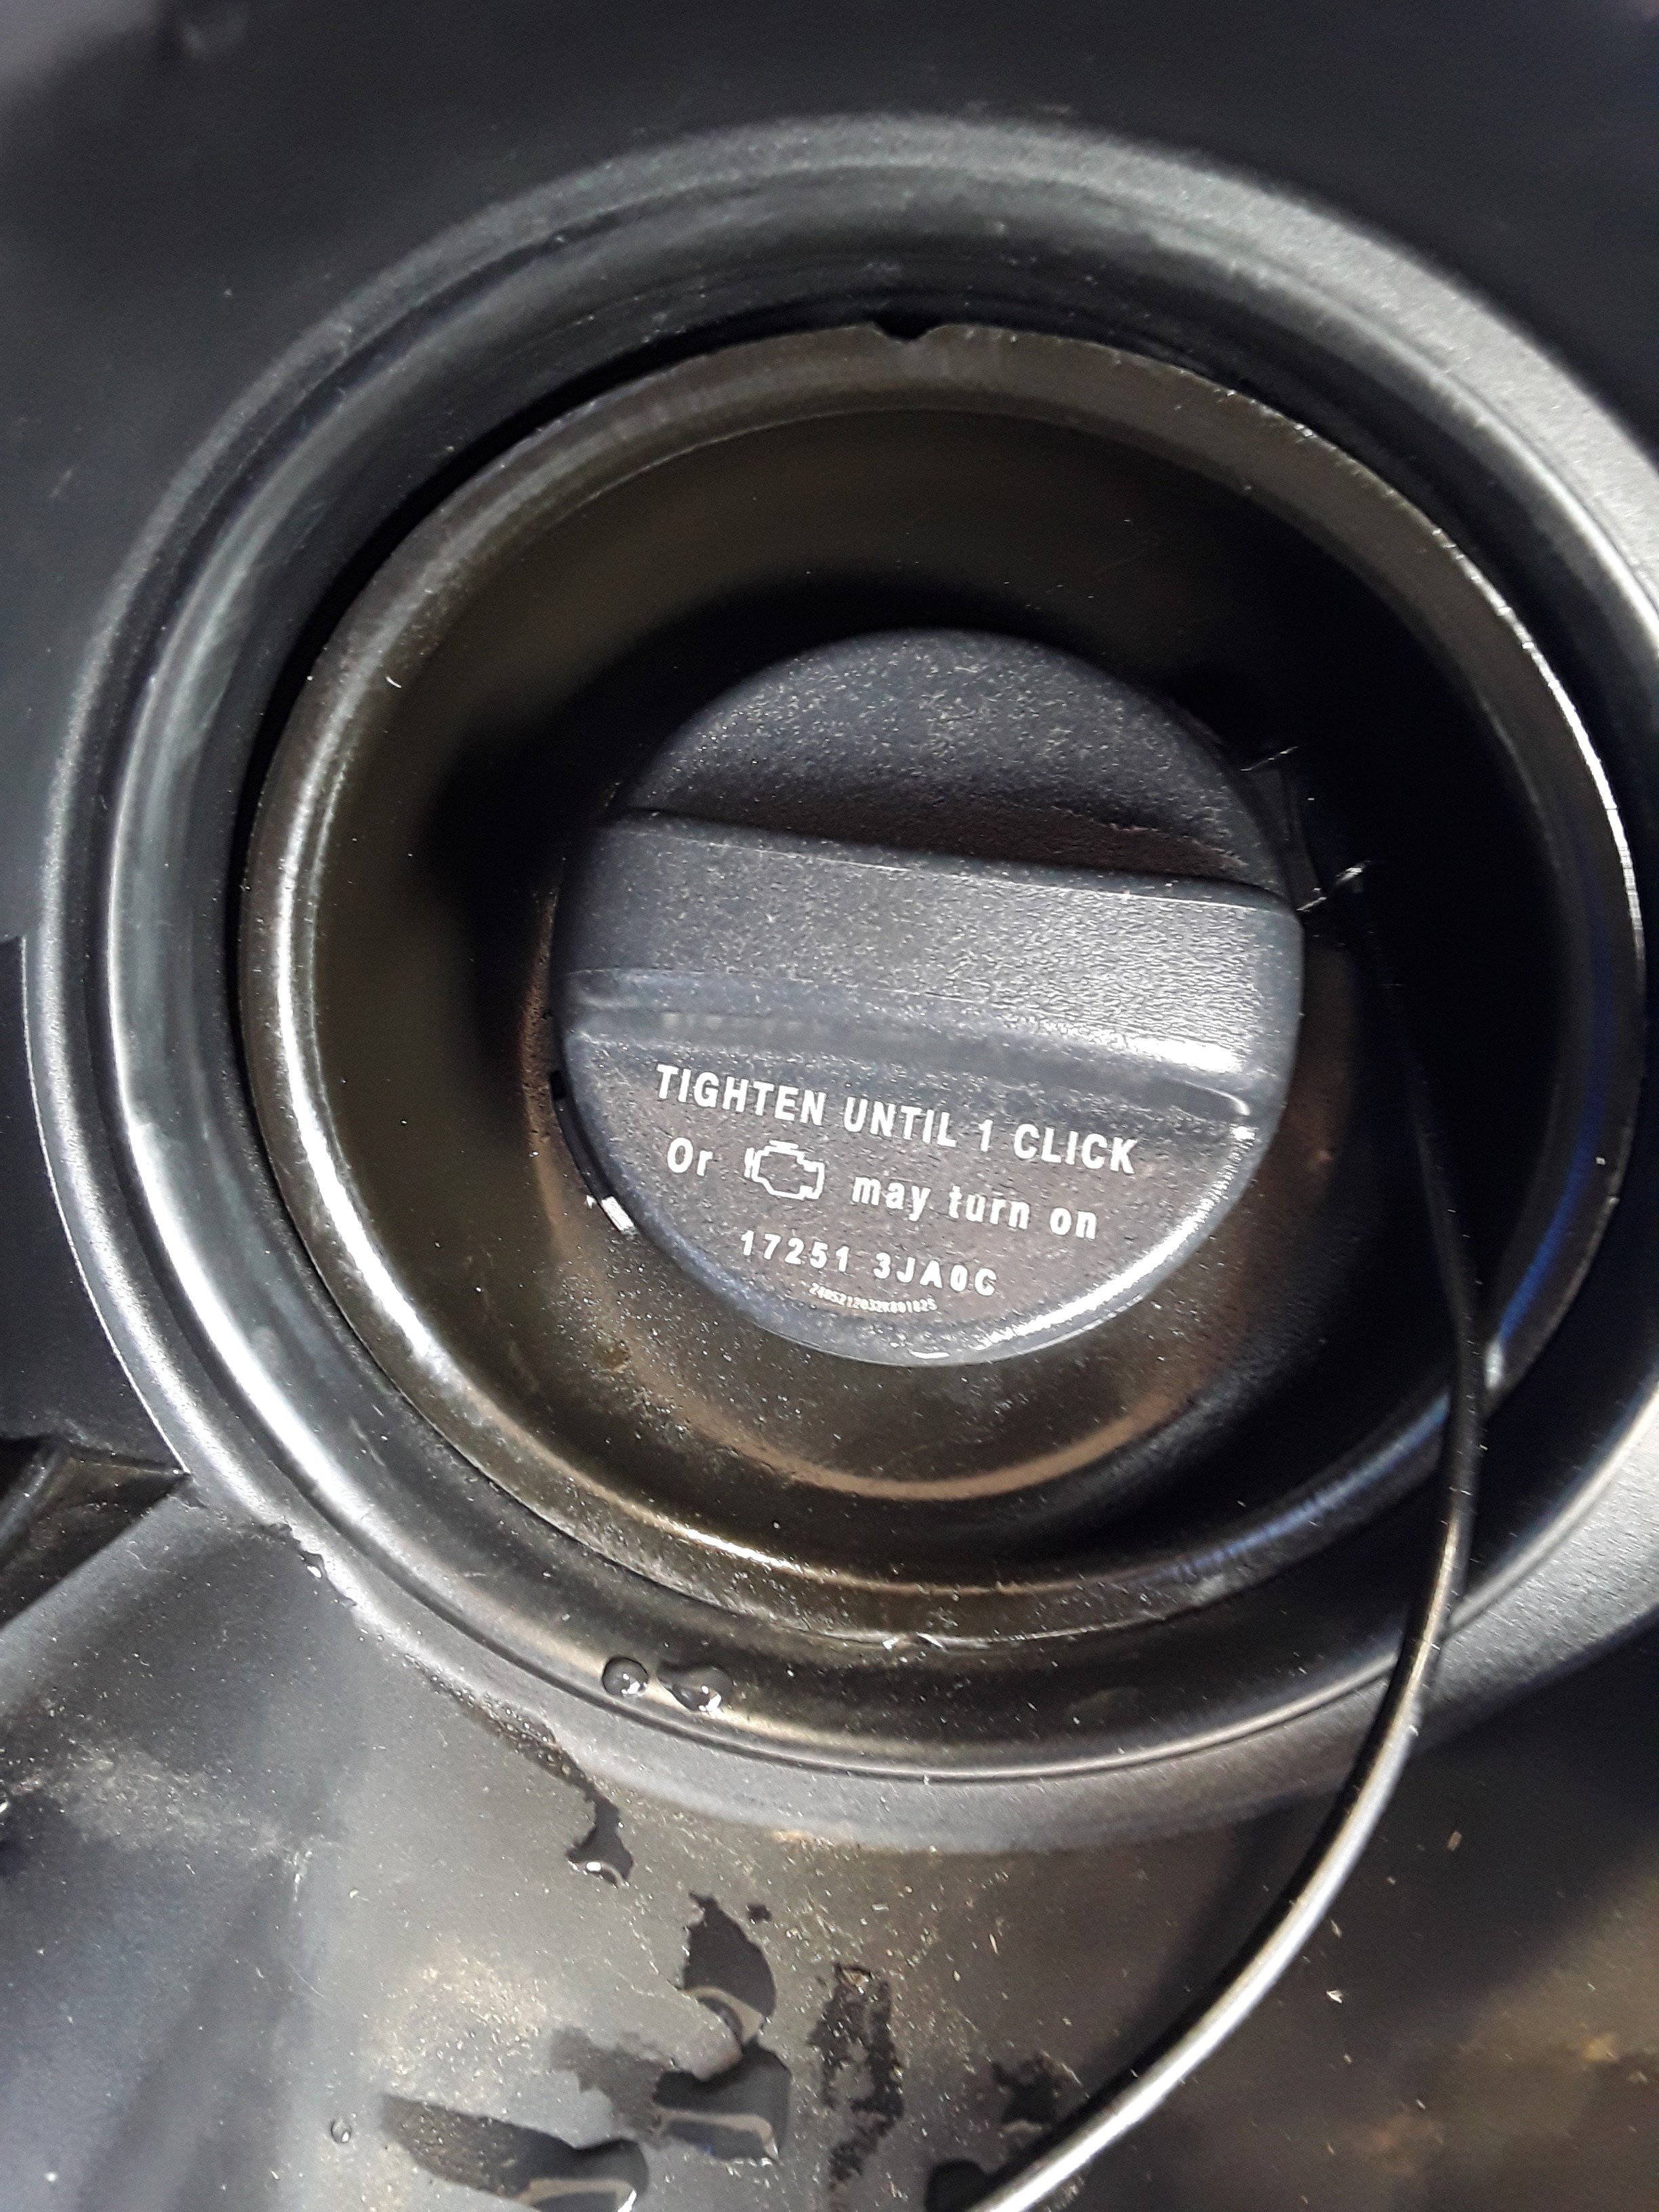 TIGHTEN UNTIL 1 CLICK
Or may turn on
17251 3JA0C